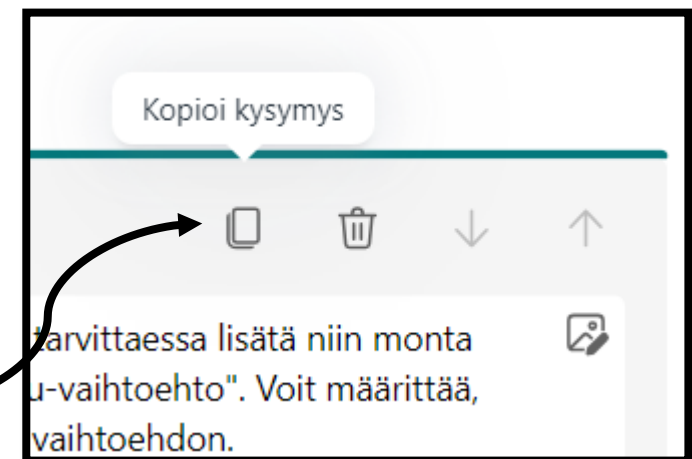 Kopioi kysymys
tarvittaessa lisätä niin monta
u-vaihtoehto". Voit määrittää,
vaihtoehdon.